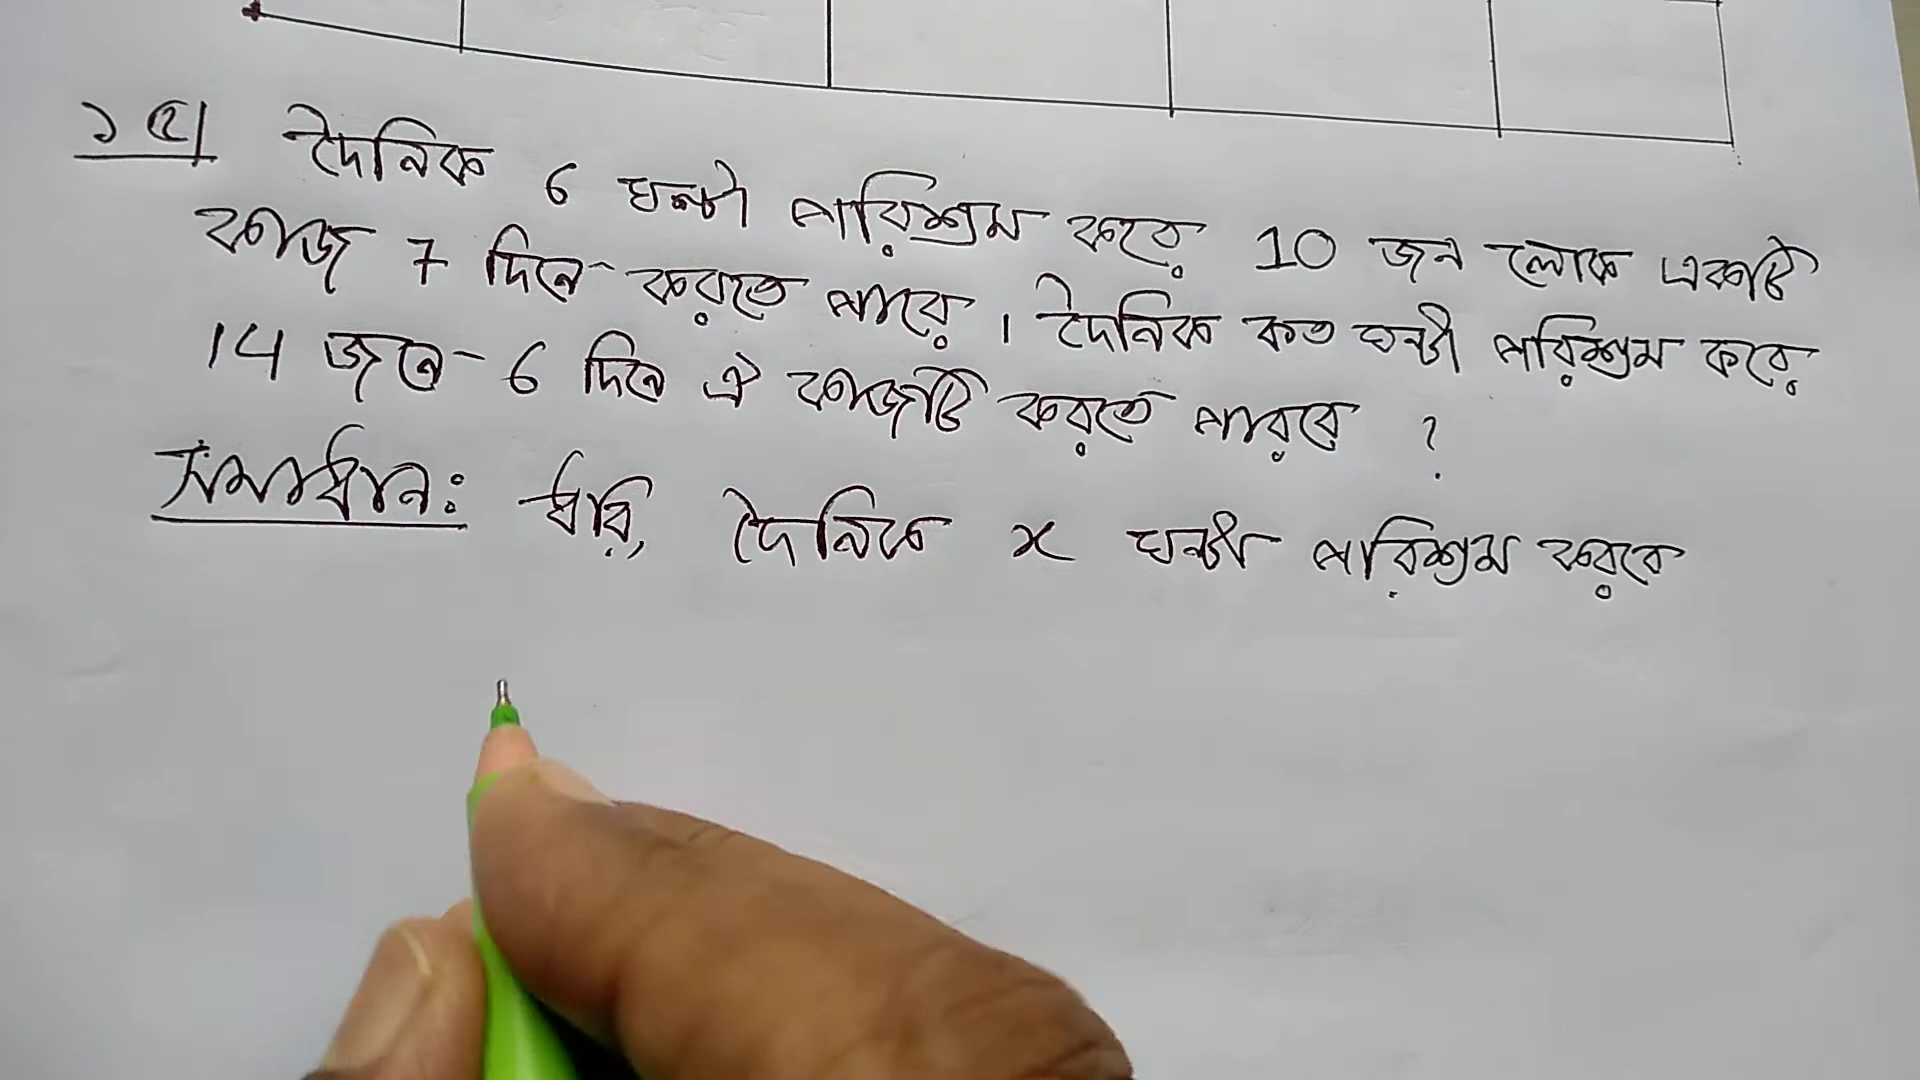 ১৫। দৈনিক 6 ঘন্টা পরিশ্রম করে 10 জন লোক একটি
কাজ 7 দিনে করতে পারে। দৈনিক কত ঘন্টা পরিশ্রম করে
14 জনে 6 দিনে ঐ কাজটি করতে পারবে ?
সমাধান: ধরি, দৈনিক x ঘন্টা পরিশ্রম করবে